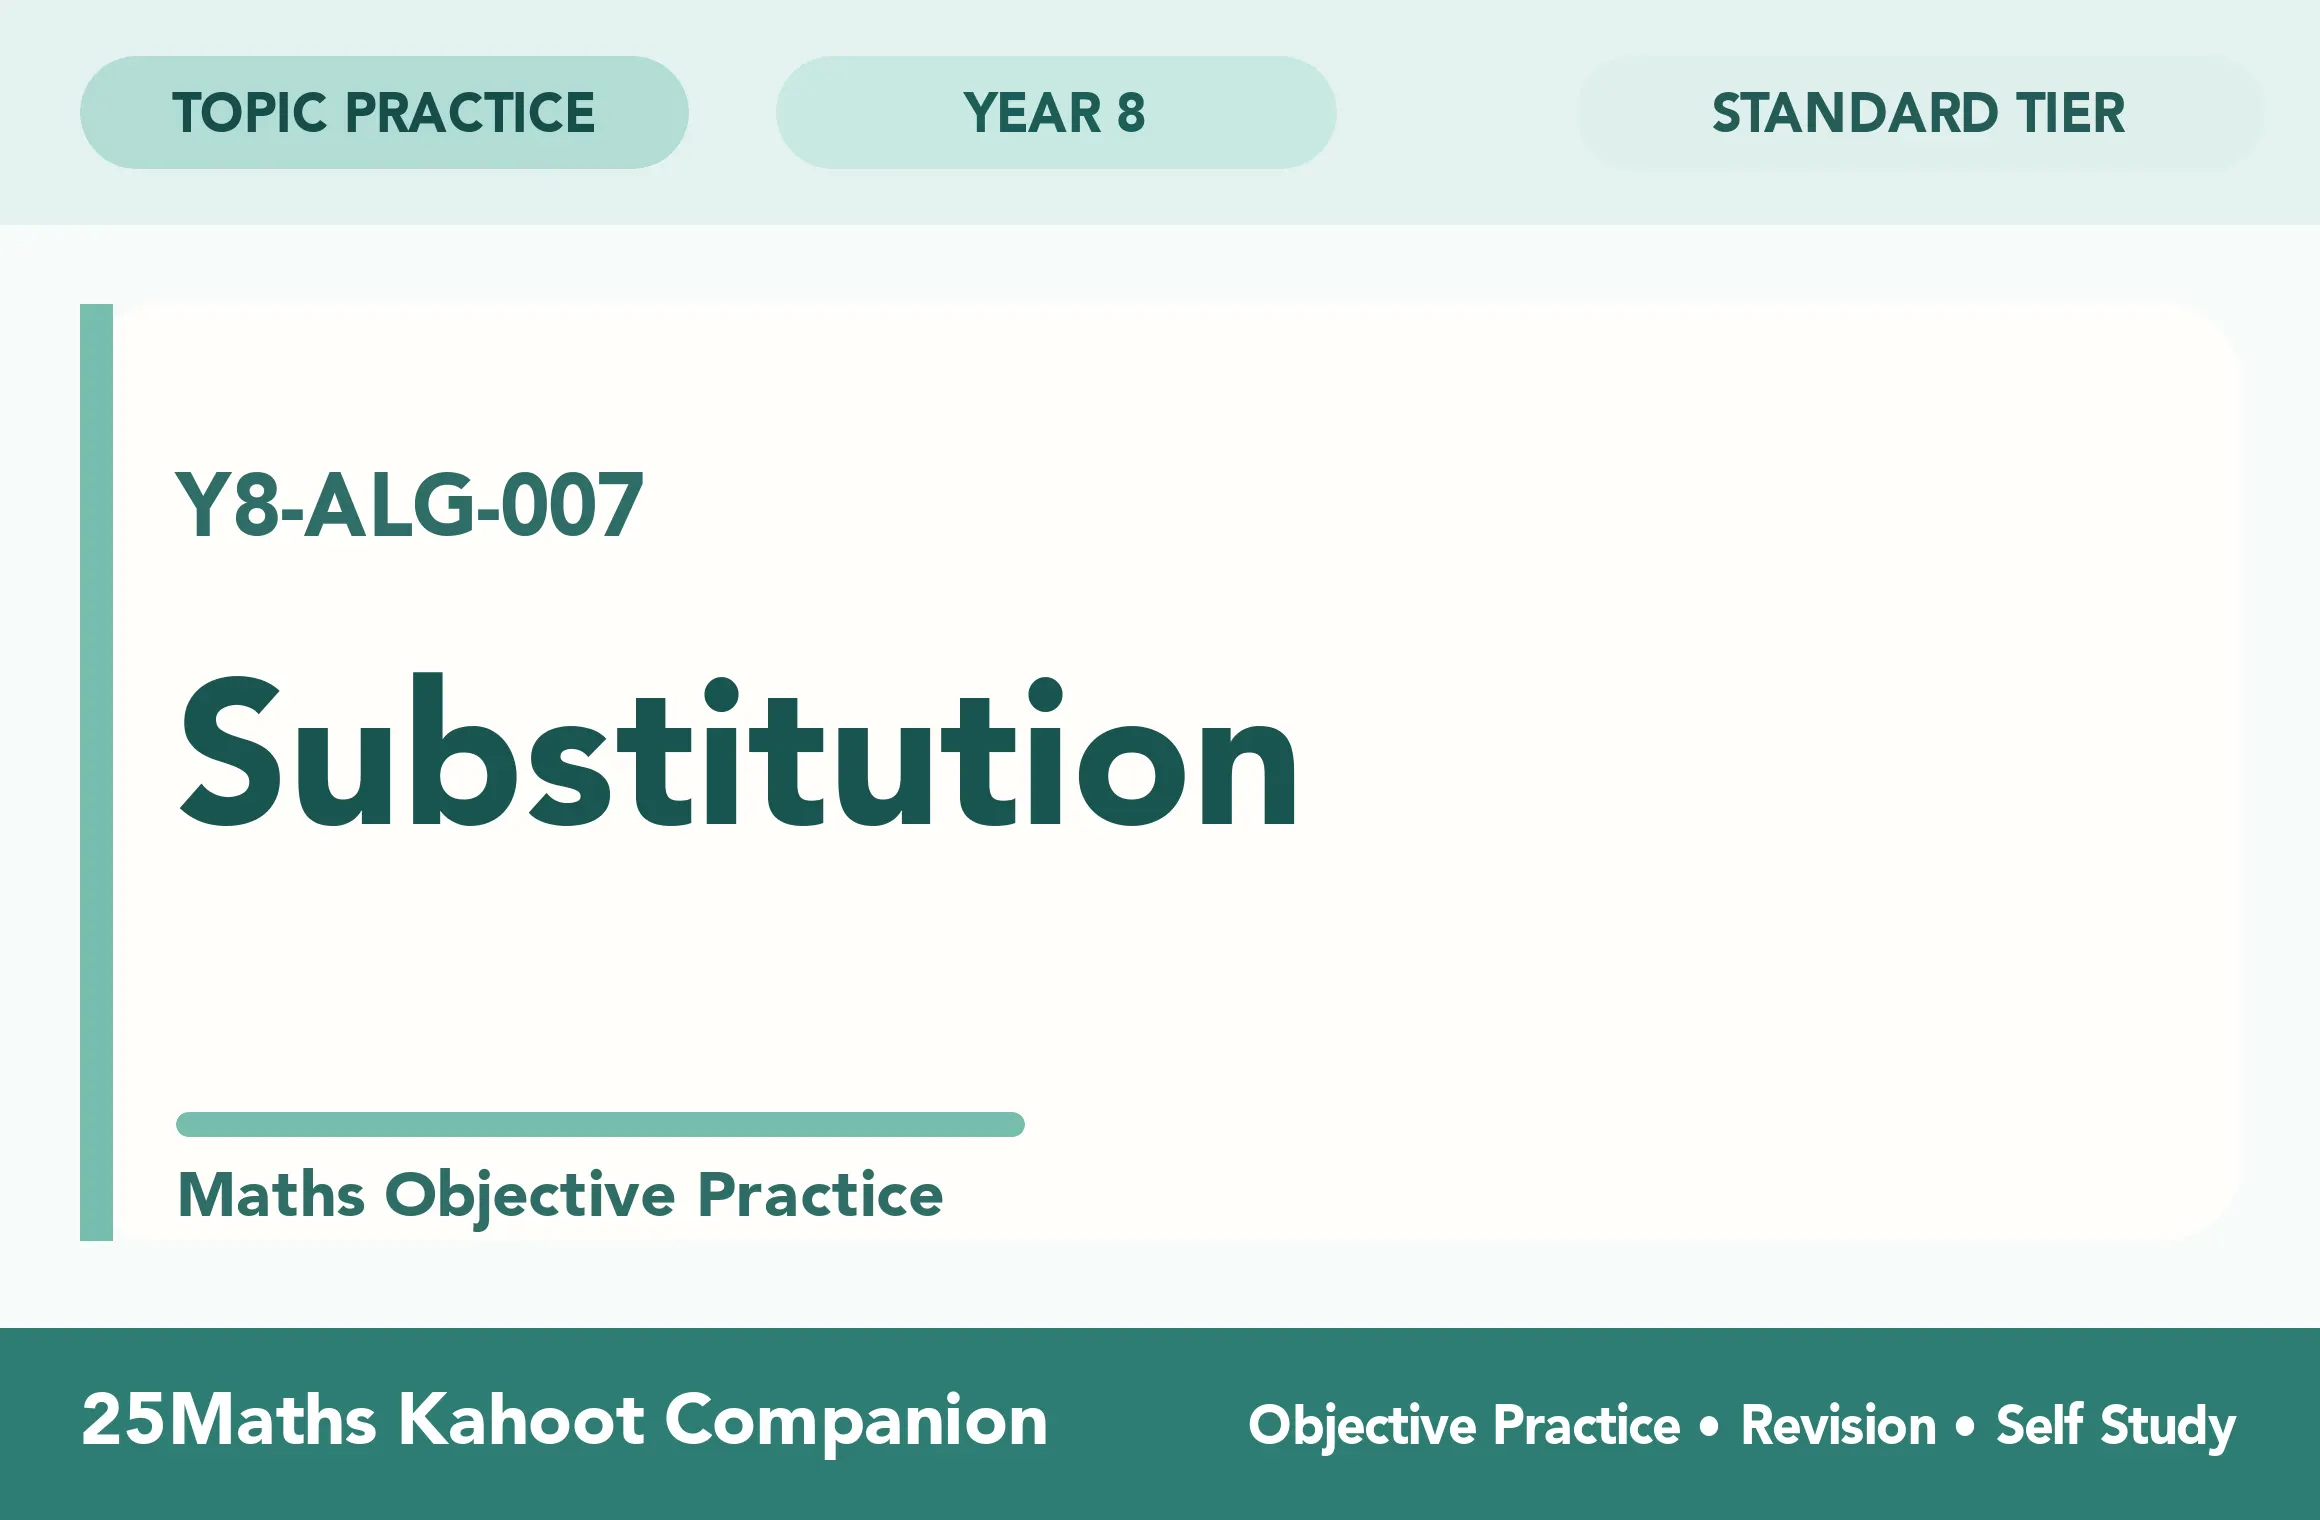 TOPIC PRACTICE
YEAR 8
STANDARD TIER
Y8-ALG-007
Substitution
Maths Objective Practice
25Maths Kahoot Companion
Objective Practice • Revision • Self Study